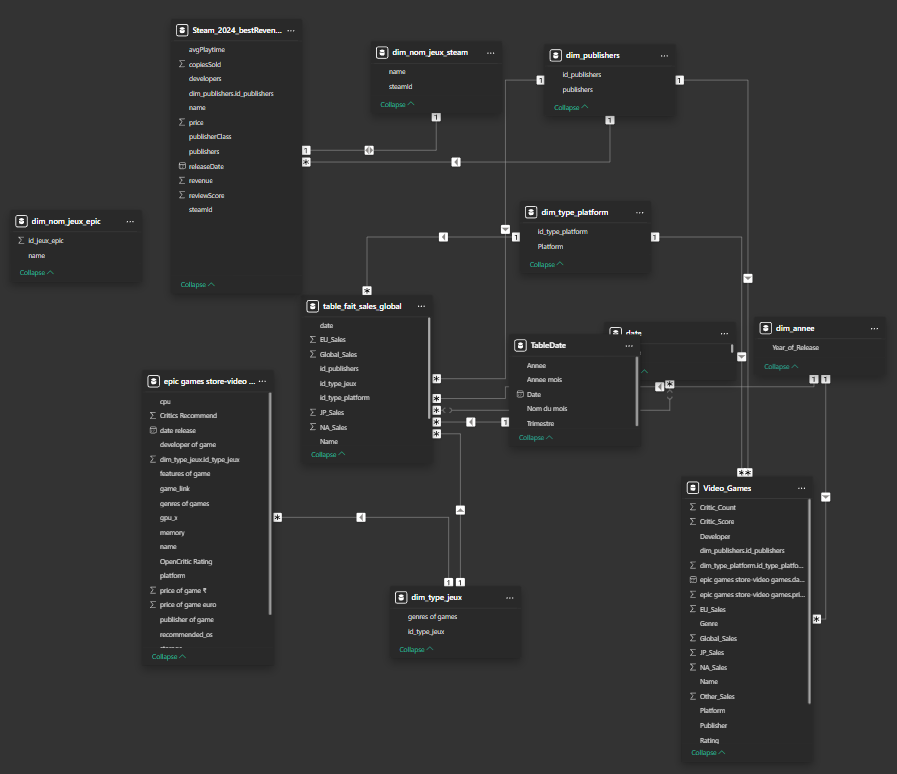 Steam_2024_bestReven... ...
avgPlaytime
copiesSold
developers
dim_publishers.id_publishers
name
price
publisherClass
publishers
releaseDate
revenue
reviewScore
steamId
Collapse
dim_nom_jeux_steam ...
name
steamId
Collapse
dim_publishers ...
id_publishers
publishers
Collapse
dim_nom_jeux_epic ...
id_jeux_epic
name
Collapse
dim_type_platform ...
id_type_platform
Platform
Collapse
table_fait_sales_global ...
date
EU_Sales
Global_Sales
id_publishers
id_type_jeux
id_type_platform
JP_Sales
NA_Sales
Name
Collapse
date ...
TableDate ...
Annee
Annee mois
Date
Nom du mois
Trimestre
Collapse
dim_annee ...
Year_of_Release
Collapse
epic games store-video ... ...
cpu
Critics Recommend
date release
developer of game
dim_type_jeux.id_type_jeux
features of game
game_link
genres of games
gpu_x
memory
name
OpenCritic Rating
platform
price of game ₹
price of game euro
publisher of game
recommended_os
Collapse
dim_type_jeux ...
genres of games
id_type_jeux
Collapse
Video_Games ...
Critic_Count
Critic_Score
Developer
dim_publishers.id_publishers
dim_type_platform.id_type_platfo...
epic games store-video games.da...
epic games store-video games.pri...
EU_Sales
Genre
Global_Sales
JP_Sales
NA_Sales
Name
Other_Sales
Platform
Publisher
Rating
Collapse